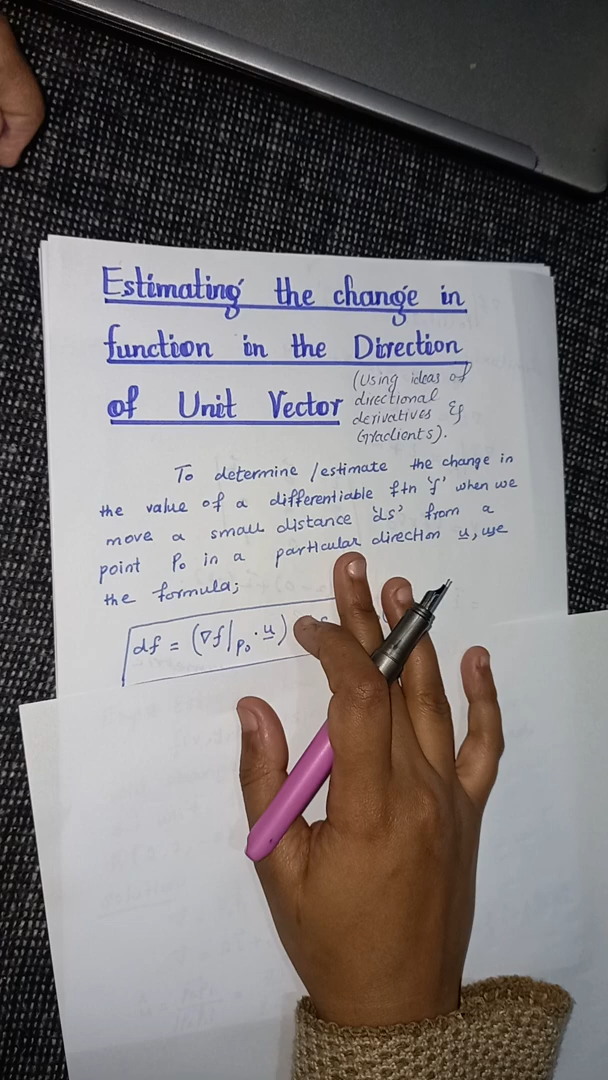 Estimating the change in
function in the Direction
of Unit Vector
(Using ideas of
directional
derivatives &
Gradients).
To determine /estimate the change in
the value of a differentiable ftn 'f' when we
move a small distance 'ds' from a
point P₀ in a particular direction u, use
the formula;
df = (∇f|P₀ · u)